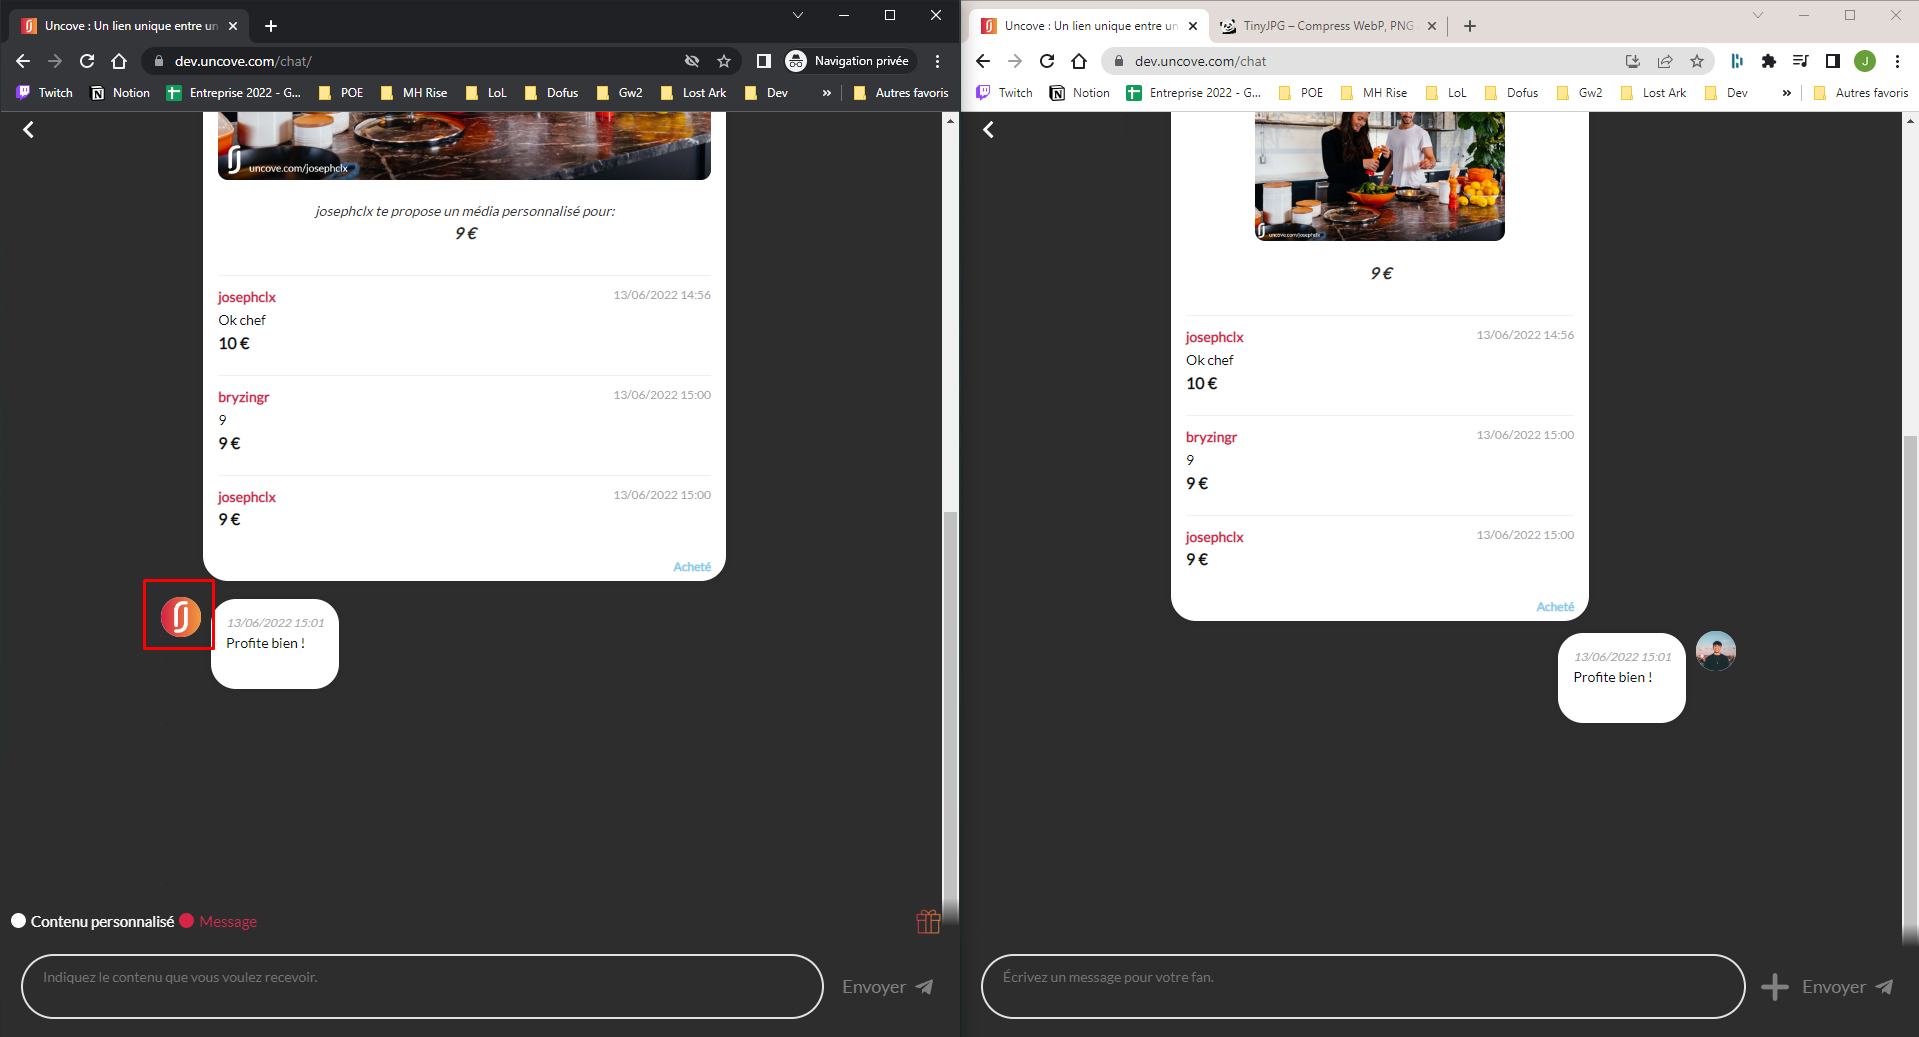 Uncove : Un lien unique entre un
dev.uncove.com/chat/
Navigation privée
Twitch
Notion
Entreprise 2022 - G...
POE
MH Rise
LoL
Dofus
Gw2
Lost Ark
Dev
»
Autres favoris
uncove.com/josephclx
josephclx te propose un média personnalisé pour:
9 €
josephclx
13/06/2022 14:56
Ok chef
10 €
bryzingr
13/06/2022 15:00
9
9 €
josephclx
13/06/2022 15:00
9 €
Acheté
13/06/2022 15:01
Profite bien !
Contenu personnalisé
Message
Indiquez le contenu que vous voulez recevoir.
Envoyer
Uncove : Un lien unique entre un
TinyJPG – Compress WebP, PNG
dev.uncove.com/chat
J
Twitch
Notion
Entreprise 2022 - G...
POE
MH Rise
LoL
Dofus
Gw2
Lost Ark
Dev
»
Autres favoris
uncove.com/josephclx
9 €
josephclx
13/06/2022 14:56
Ok chef
10 €
bryzingr
13/06/2022 15:00
9
9 €
josephclx
13/06/2022 15:00
9 €
Acheté
13/06/2022 15:01
Profite bien !
Écrivez un message pour votre fan.
Envoyer